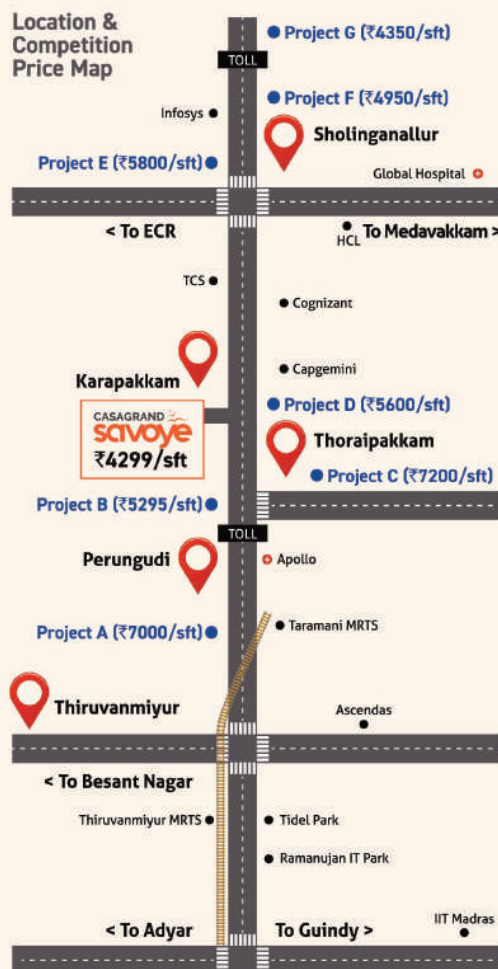 Location &
Competition
Price Map
Project G (₹4350/sft)
TOLL
Project F (₹4950/sft)
Infosys
Sholinganallur
Project E (₹5800/sft)
Global Hospital
< To ECR
HCL
To Medavakkam >
TCS
Cognizant
Capgemini
Karapakkam
Project D (₹5600/sft)
CASAGRAND
savoye
₹4299/sft
Thoraipakkam
Project C (₹7200/sft)
Project B (₹5295/sft)
TOLL
Perungudi
Apollo
Project A (₹7000/sft)
Taramani MRTS
Thiruvanmiyur
Ascendas
< To Besant Nagar
Thiruvanmiyur MRTS
Tidel Park
Ramanujan IT Park
IIT Madras
< To Adyar
To Guindy >